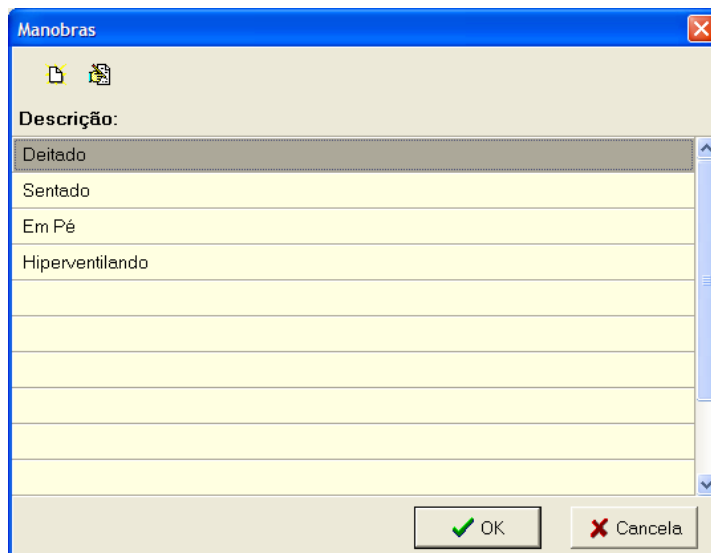 Manobras
Descrição:
Deitado
Sentado
Em Pé
Hiperventilando
OK
Cancela